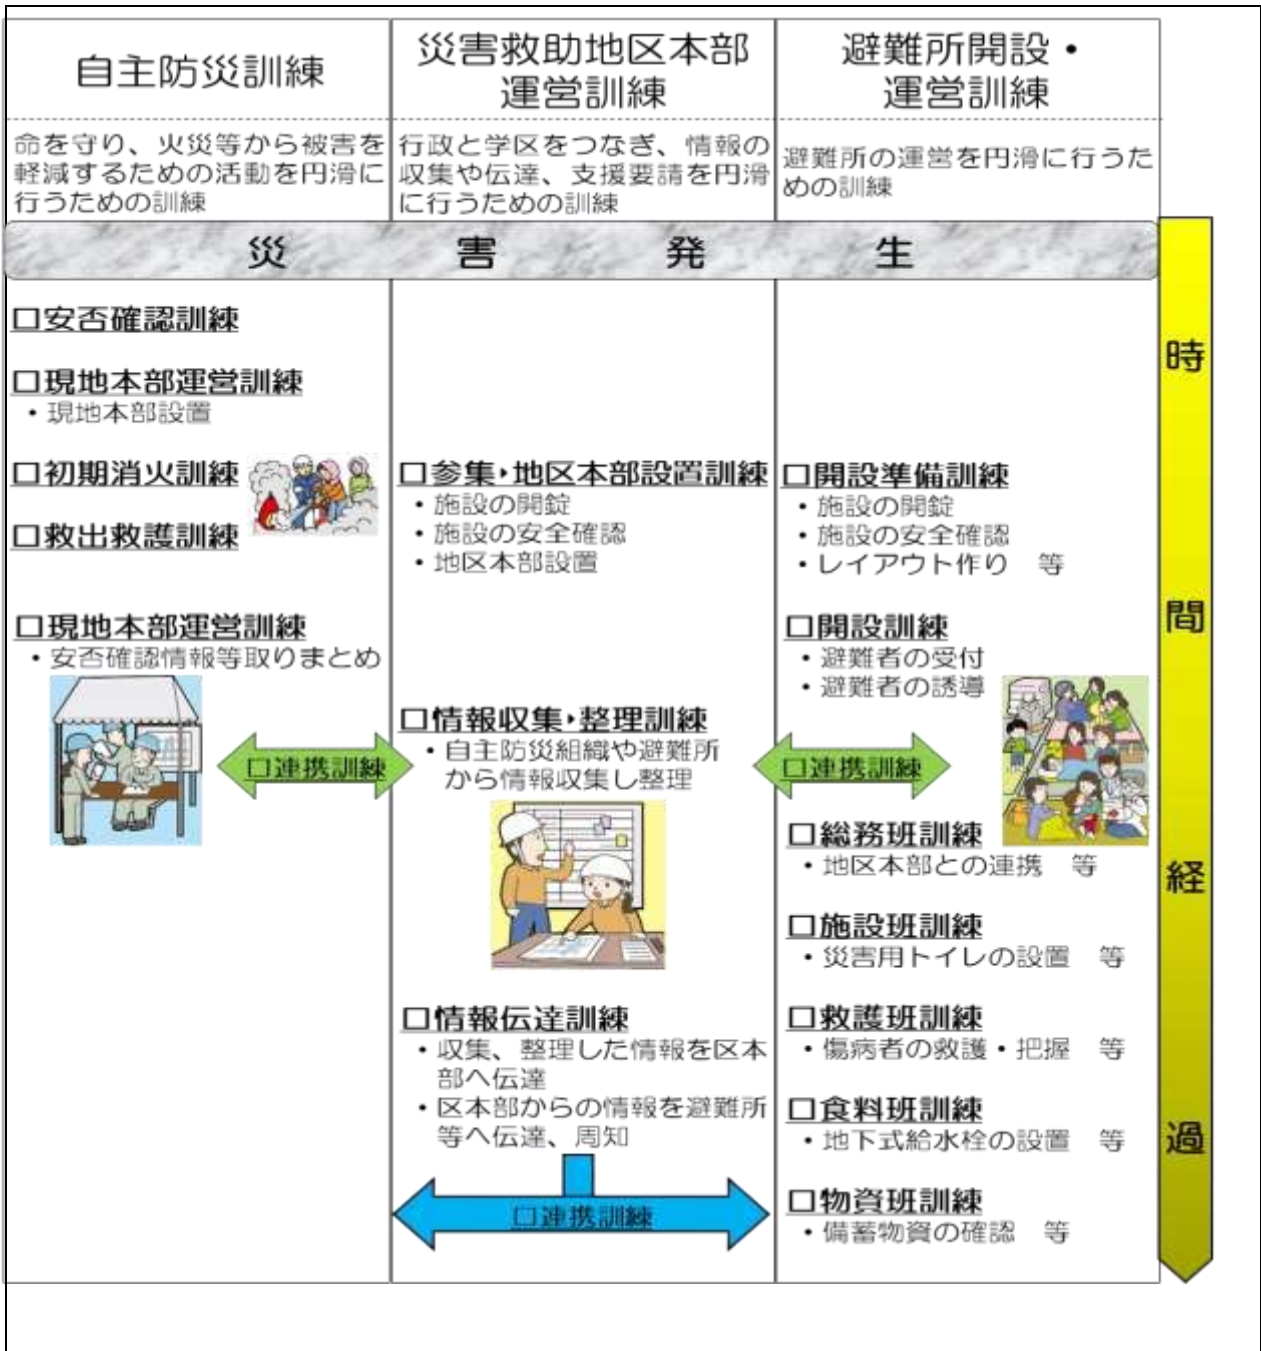 自主防災訓練
災害救助地区本部
運営訓練
避難所開設・
運営訓練
命を守り、火災等から被害を
軽減するための活動を円滑に
行うための訓練
行政と学区をつなぎ、情報の
収集や伝達、支援要請を円滑
に行うための訓練
避難所の運営を円滑に行うた
めの訓練
災害発生
□安否確認訓練
□現地本部運営訓練
・現地本部設置
□初期消火訓練
□救出救護訓練
□現地本部運営訓練
・安否確認情報等取りまとめ
□連携訓練
□参集・地区本部設置訓練
・施設の開錠
・施設の安全確認
・地区本部設置
□情報収集・整理訓練
・自主防災組織や避難所
から情報収集し整理
□情報伝達訓練
・収集、整理した情報を区本
部へ伝達
・区本部からの情報を避難所
等へ伝達、周知
□連携訓練
□開設準備訓練
・施設の開錠
・施設の安全確認
・レイアウト作り　等
□開設訓練
・避難者の受付
・避難者の誘導
□連携訓練
□総務班訓練
・地区本部との連携　等
□施設班訓練
・災害用トイレの設置　等
□救護班訓練
・傷病者の救護・把握　等
□食料班訓練
・地下式給水栓の設置　等
□物資班訓練
・備蓄物資の確認　等
時間経過